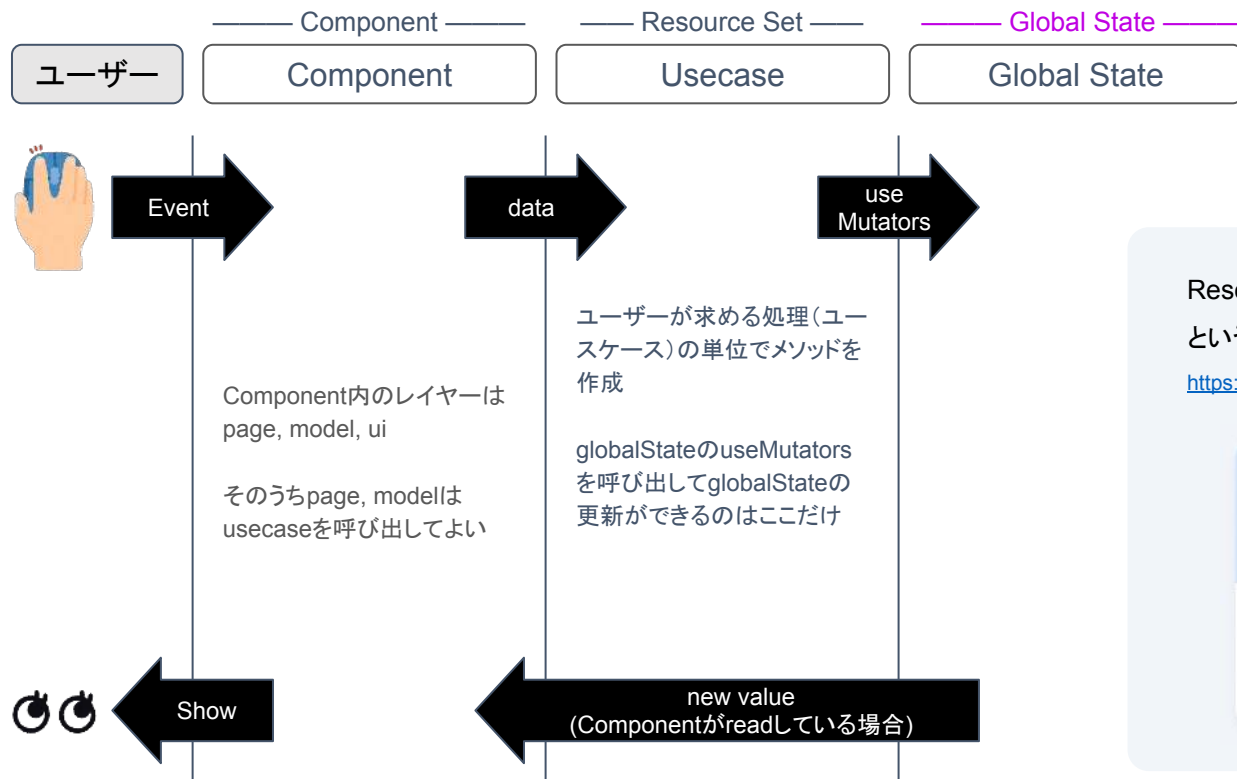 Component
Resource Set
Global State
ユーザー
Component
Usecase
Global State
Event
data
use
Mutators
ユーザーが求める処理(ユー
スケース)の単位でメソッドを
作成
Component内のレイヤーは
page, model, ui
globalStateのuseMutators
を呼び出してglobalStateの
更新ができるのはここだけ
そのうちpage, modelは
usecaseを呼び出してよい
Show
new value
(Componentがreadしている場合)
とい
https: